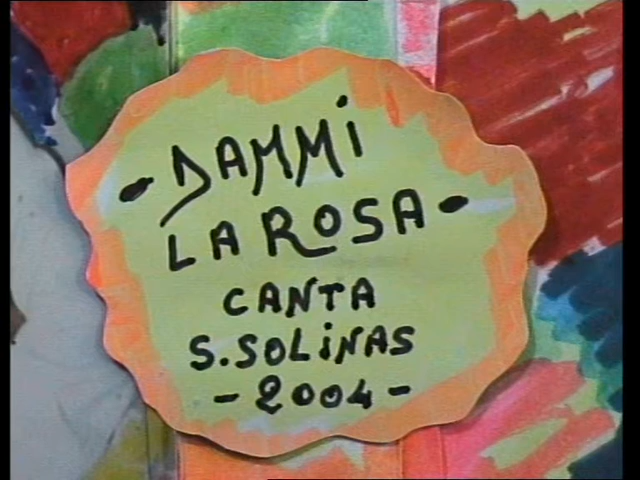 - DAMMi
LA ROSA -
CANTA
S. SOLiNAS
- 2004 -